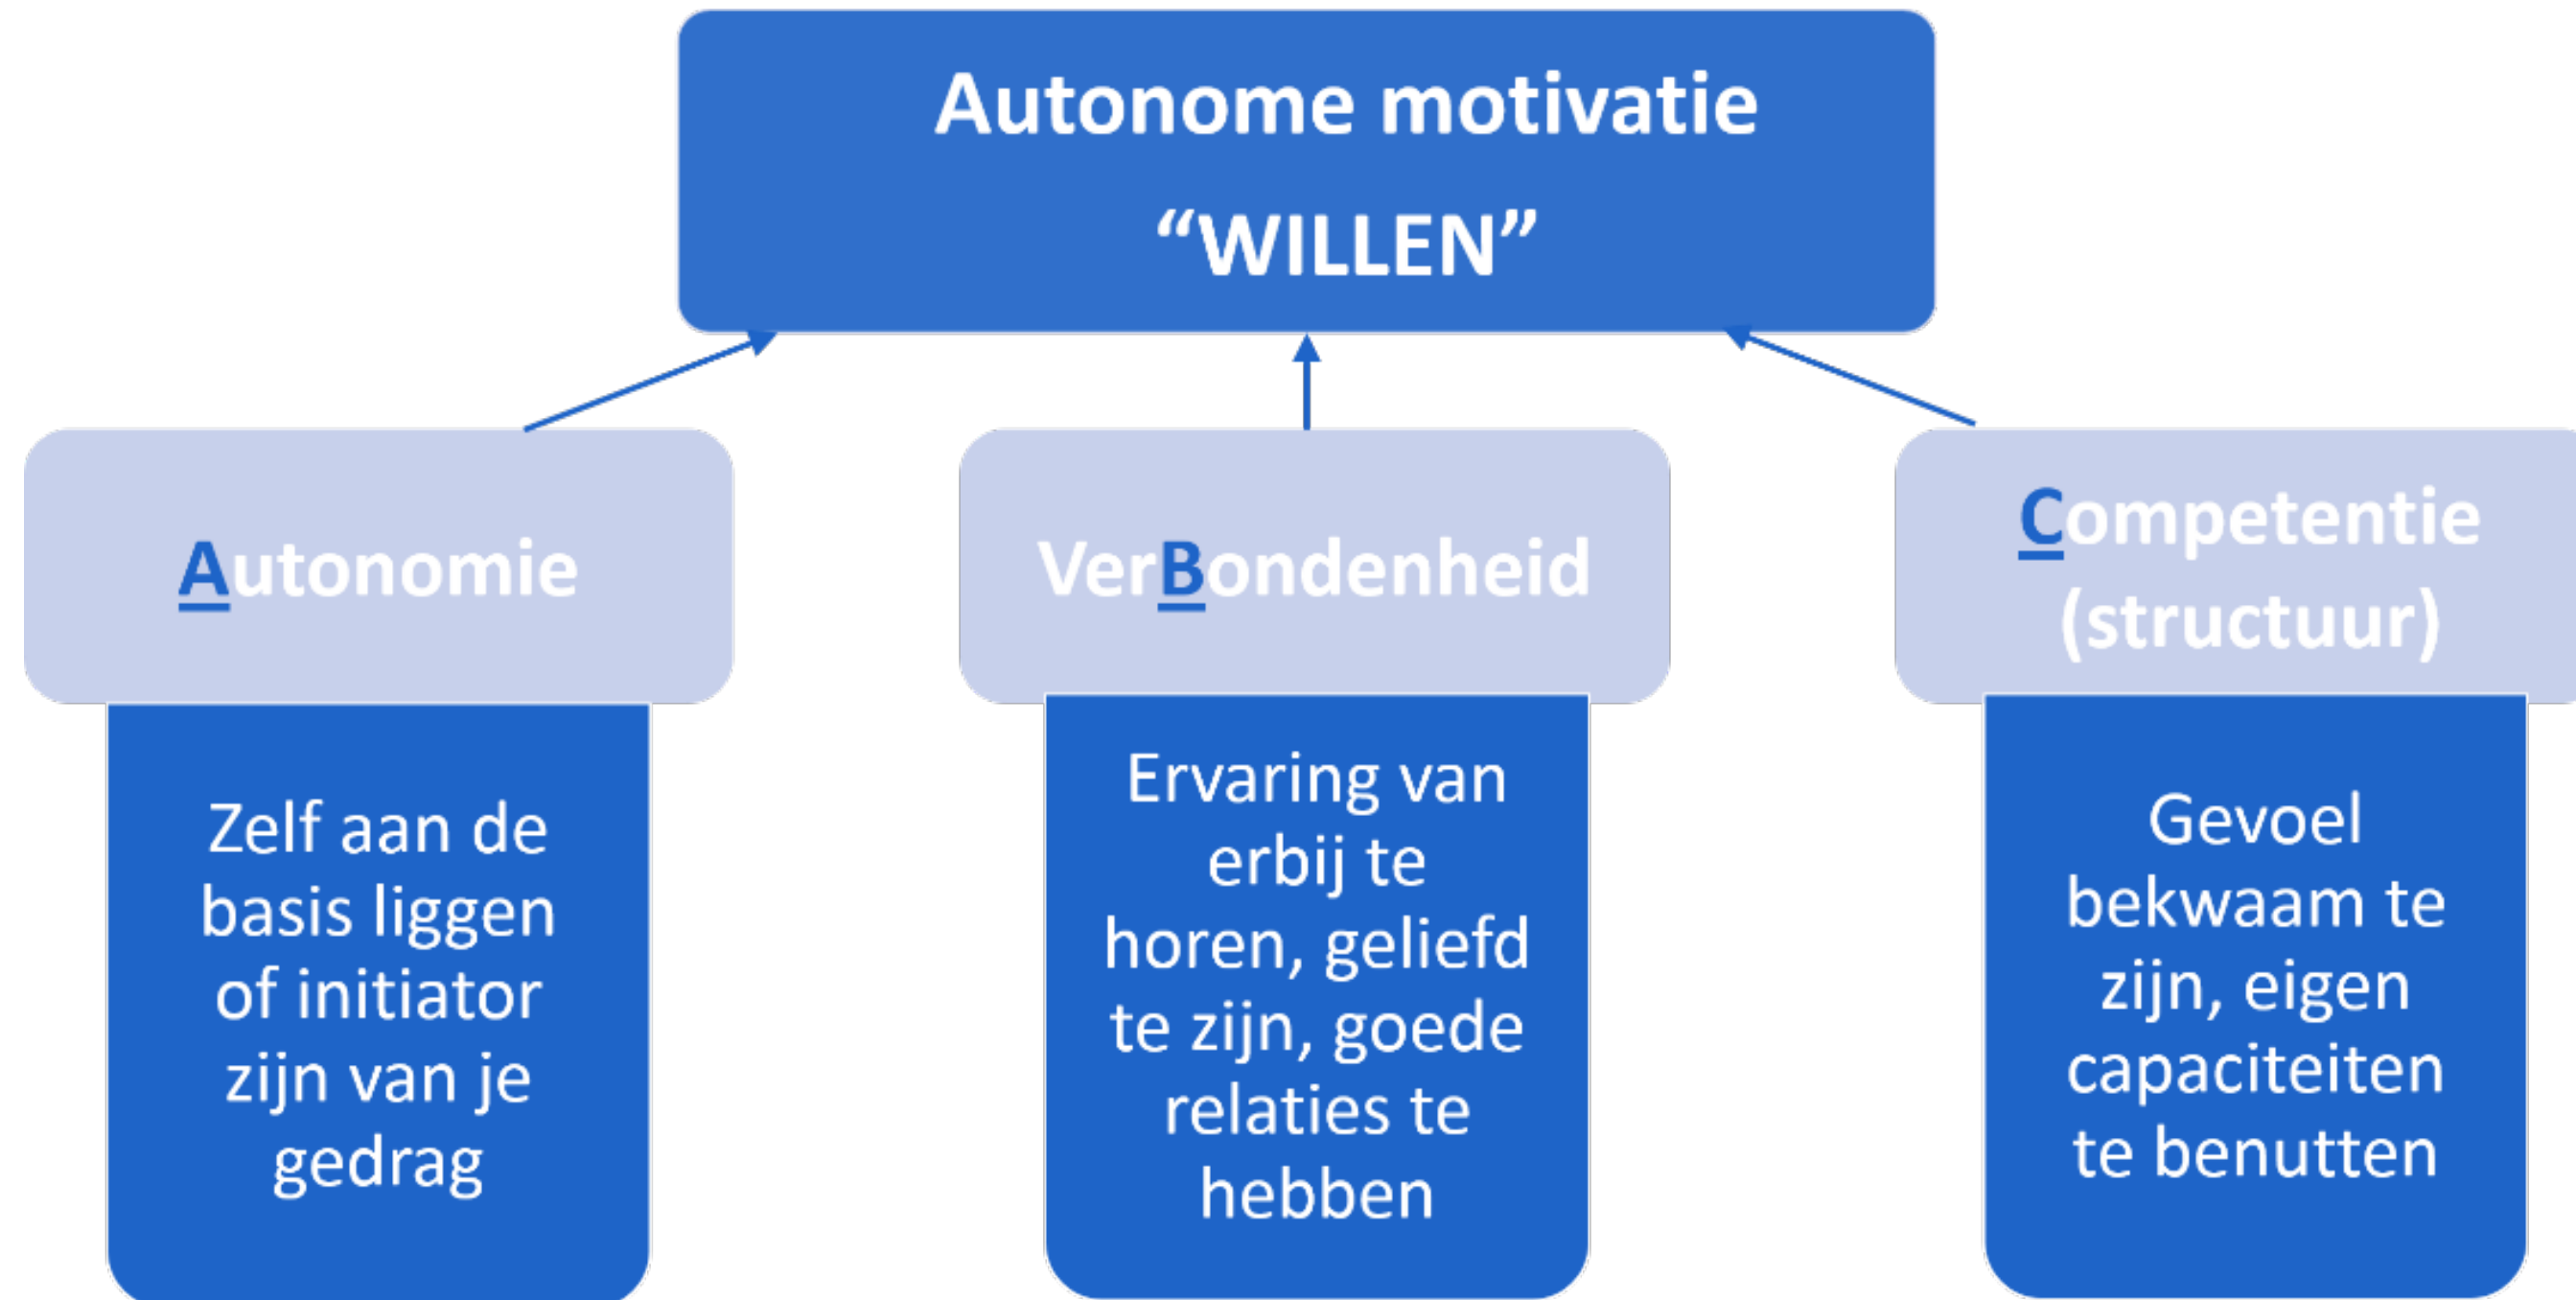 Autonome motivatie
“WILLEN”
Autonomie
Zelf aan de
basis liggen
of initiator
zijn van je
gedrag
VerBondenheid
Ervaring van
erbij te
horen, geliefd
te zijn, goede
relaties te
hebben
Competentie
(structuur)
Gevoel
bekwaam te
zijn, eigen
capaciteiten
te benutten